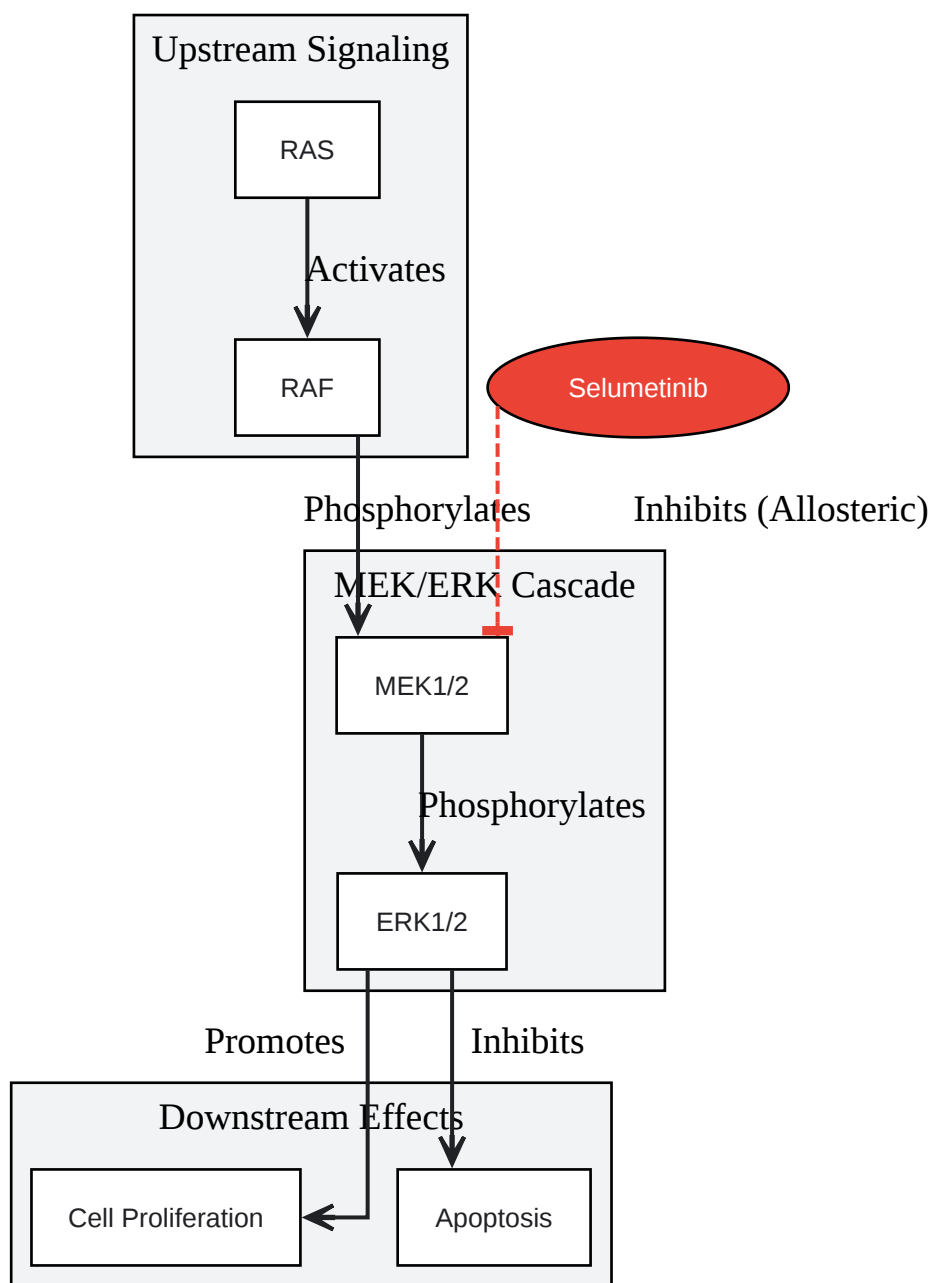 Upstream Signaling
RAS
Activates
RAF
Selumetinib
Phosphorylates
Inhibits (Allosteric)
MEK/ERK Cascade
MEK1/2
Phosphorylates
ERK1/2
Promotes
Inhibits
Downstream Effects
Cell Proliferation
Apoptosis